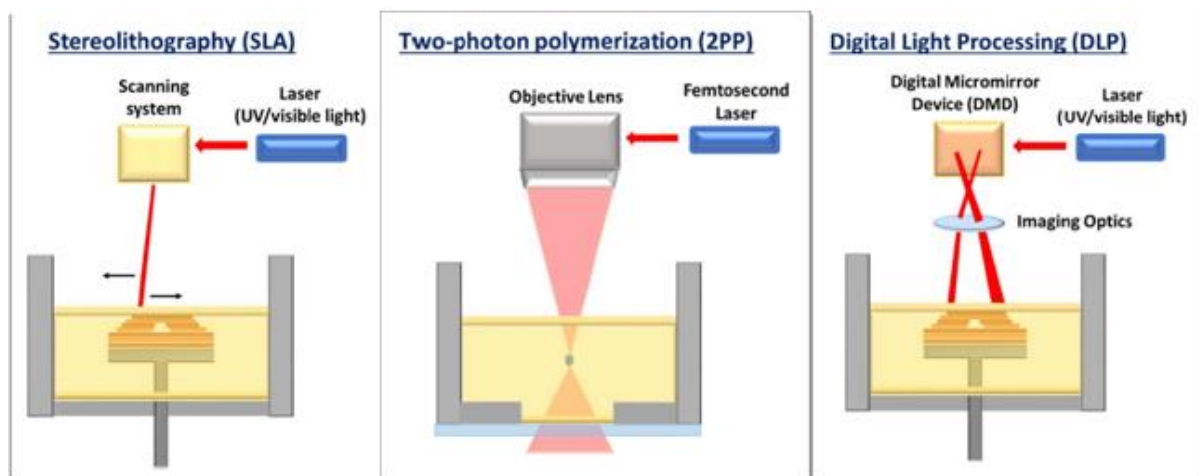 Stereolithography (SLA)
Scanning
system
Laser
(UV/visible light)
Two-photon polymerization (2PP)
Objective Lens
Femtosecond
Laser
Digital Light Processing (DLP)
Digital Micromirror
Device (DMD)
Laser
(UV/visible light)
Imaging Optics